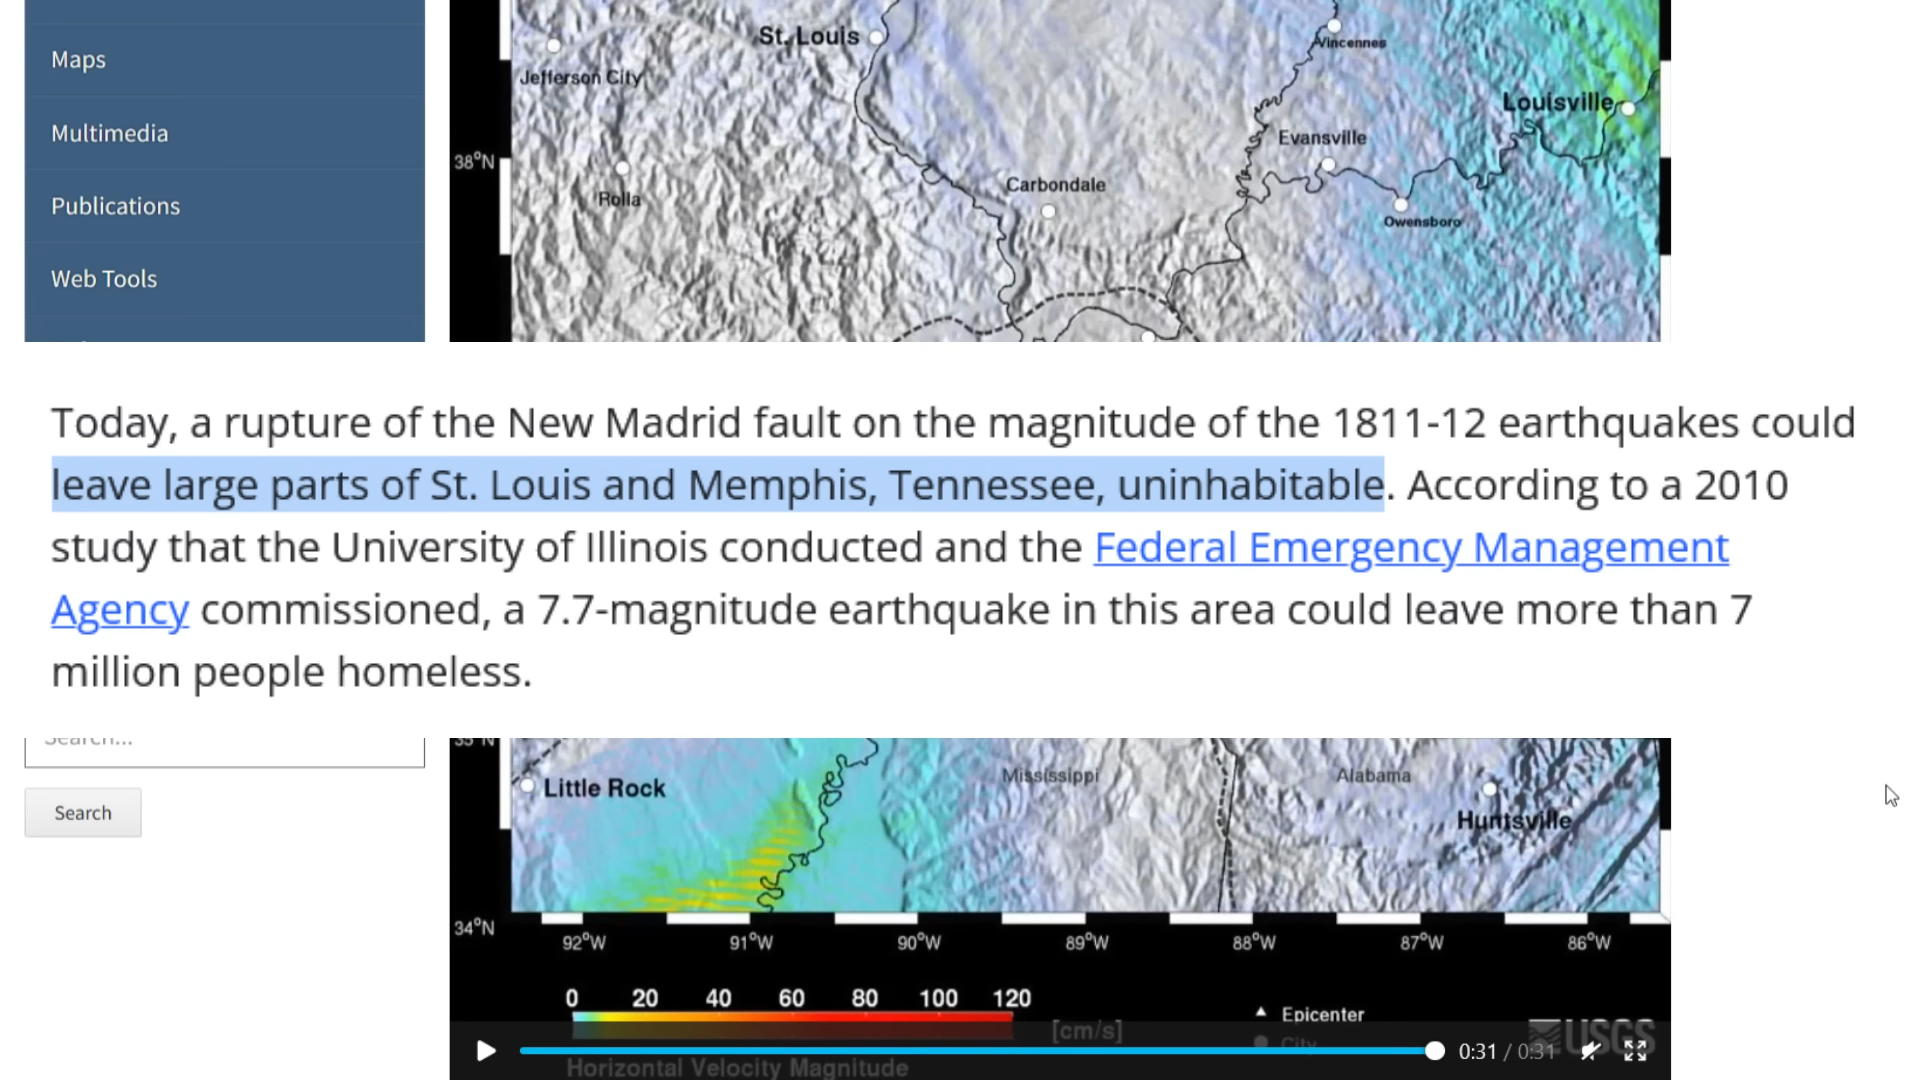 Maps
Multimedia
Publications
Web Tools
St. Louis
Vincennes
Jefferson City
Louisville
Evansville
38°N
Carbondale
Rolla
Owensboro
Today, a rupture of the New Madrid fault on the magnitude of the 1811-12 earthquakes could
leave large parts of St. Louis and Memphis, Tennessee, uninhabitable. According to a 2010
study that the University of Illinois conducted and the Federal Emergency Management
Agency commissioned, a 7.7-magnitude earthquake in this area could leave more than 7
million people homeless.
Search...
35°N
Mississippi
Alabama
Little Rock
Search
Huntsville
34°N
92°W 91°W 90°W 89°W 88°W 87°W 86°W
0 20 40 60 80 100 120
[cm/s]
Epicenter
City
USGS
0:31 / 0:31
Horizontal Velocity Magnitude